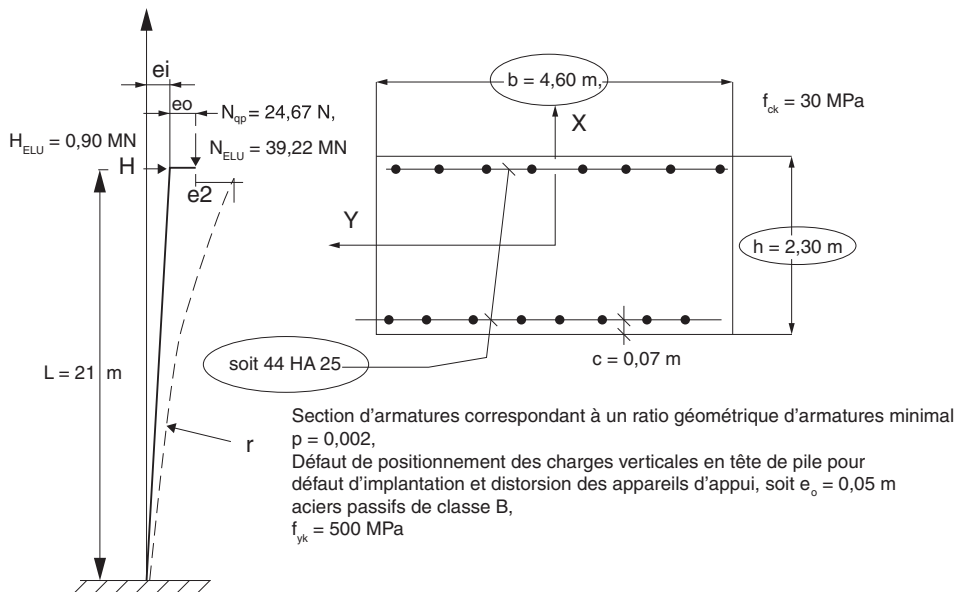 ei
eo
N_qp = 24,67 N,
H_ELU = 0,90 MN
N_ELU = 39,22 MN
H
e2
L = 21 m
r
b = 4,60 m,
f_ck = 30 MPa
X
Y
h = 2,30 m
soit 44 HA 25
c = 0,07 m
Section d'armatures correspondant à un ratio géométrique d'armatures minimal
p = 0,002,
Défaut de positionnement des charges verticales en tête de pile pour
défaut d'implantation et distorsion des appareils d'appui, soit e_o = 0,05 m
aciers passifs de classe B,
f_yk = 500 MPa